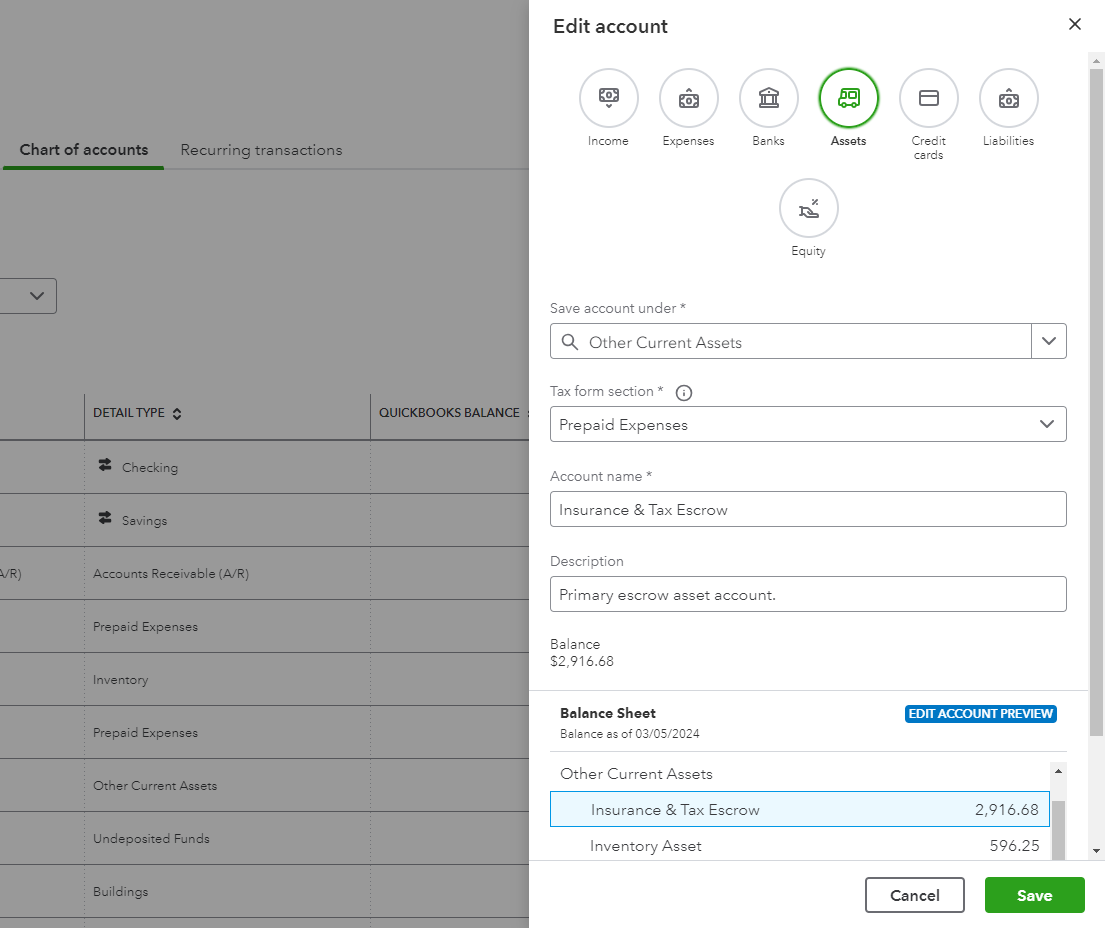 Edit account
Income
Expenses
Banks
Assets
Credit
cards
Liabilities
Equity
Chart of accounts
Recurring transactions
Save account under *
Other Current Assets
Tax form section *
Prepaid Expenses
Account name *
Insurance & Tax Escrow
Description
Primary escrow asset account.
Balance
$2,916.68
Balance Sheet
EDIT ACCOUNT PREVIEW
Balance as of 03/05/2024
Other Current Assets
Insurance & Tax Escrow 2,916.68
Inventory Asset 596.25
Cancel
Save
DETAIL TYPE
QUICKBOOKS BALANCE
Checking
Savings
A/R)
Accounts Receivable (A/R)
Prepaid Expenses
Inventory
Prepaid Expenses
Other Current Assets
Undeposited Funds
Buildings